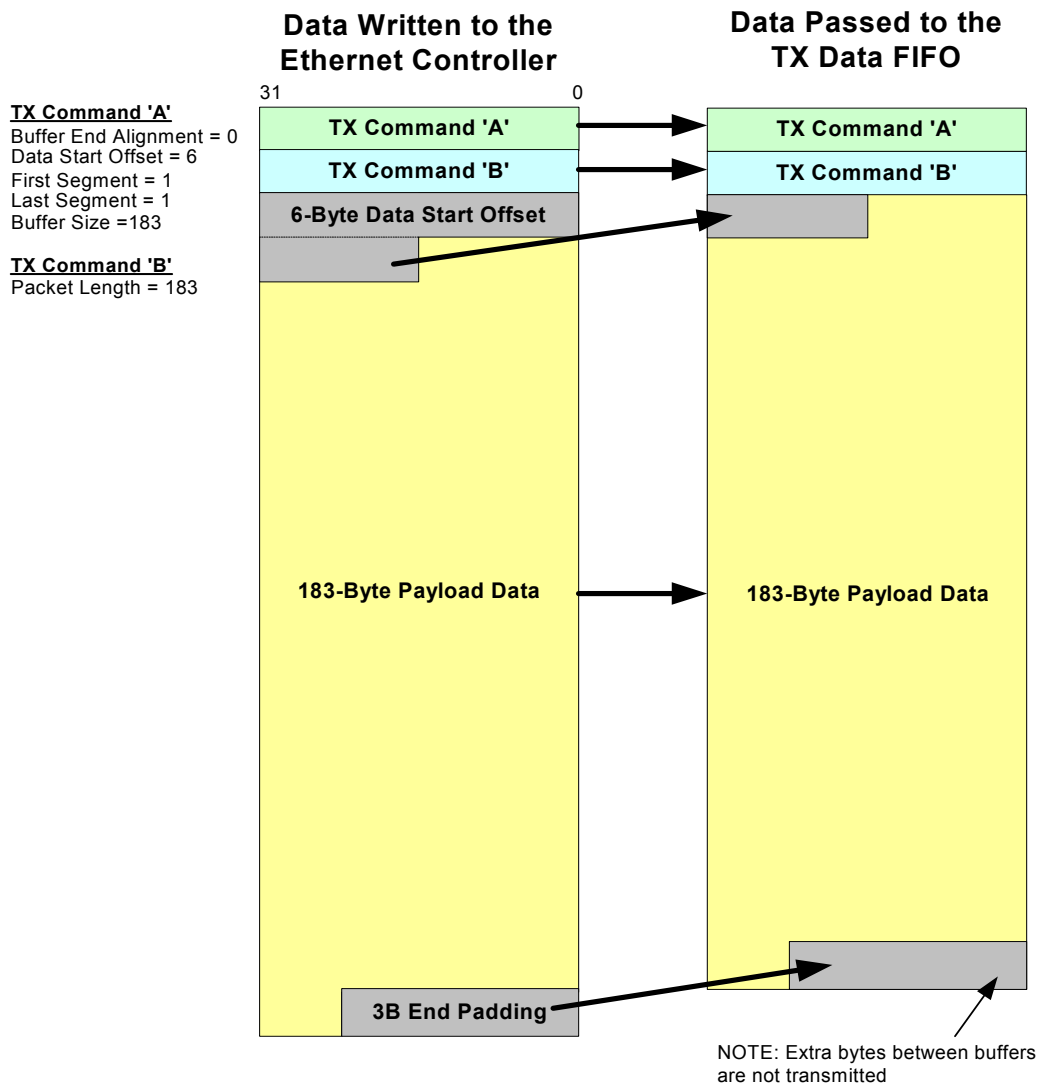 Data Written to the
Ethernet Controller
Data Passed to the
TX Data FIFO
31
0
TX Command 'A'
Buffer End Alignment = 0
Data Start Offset = 6
First Segment = 1
Last Segment = 1
Buffer Size =183
TX Command 'B'
Packet Length = 183
TX Command 'A'
TX Command 'B'
6-Byte Data Start Offset
183-Byte Payload Data
3B End Padding
TX Command 'A'
TX Command 'B'
183-Byte Payload Data
NOTE: Extra bytes between buffers
are not transmitted